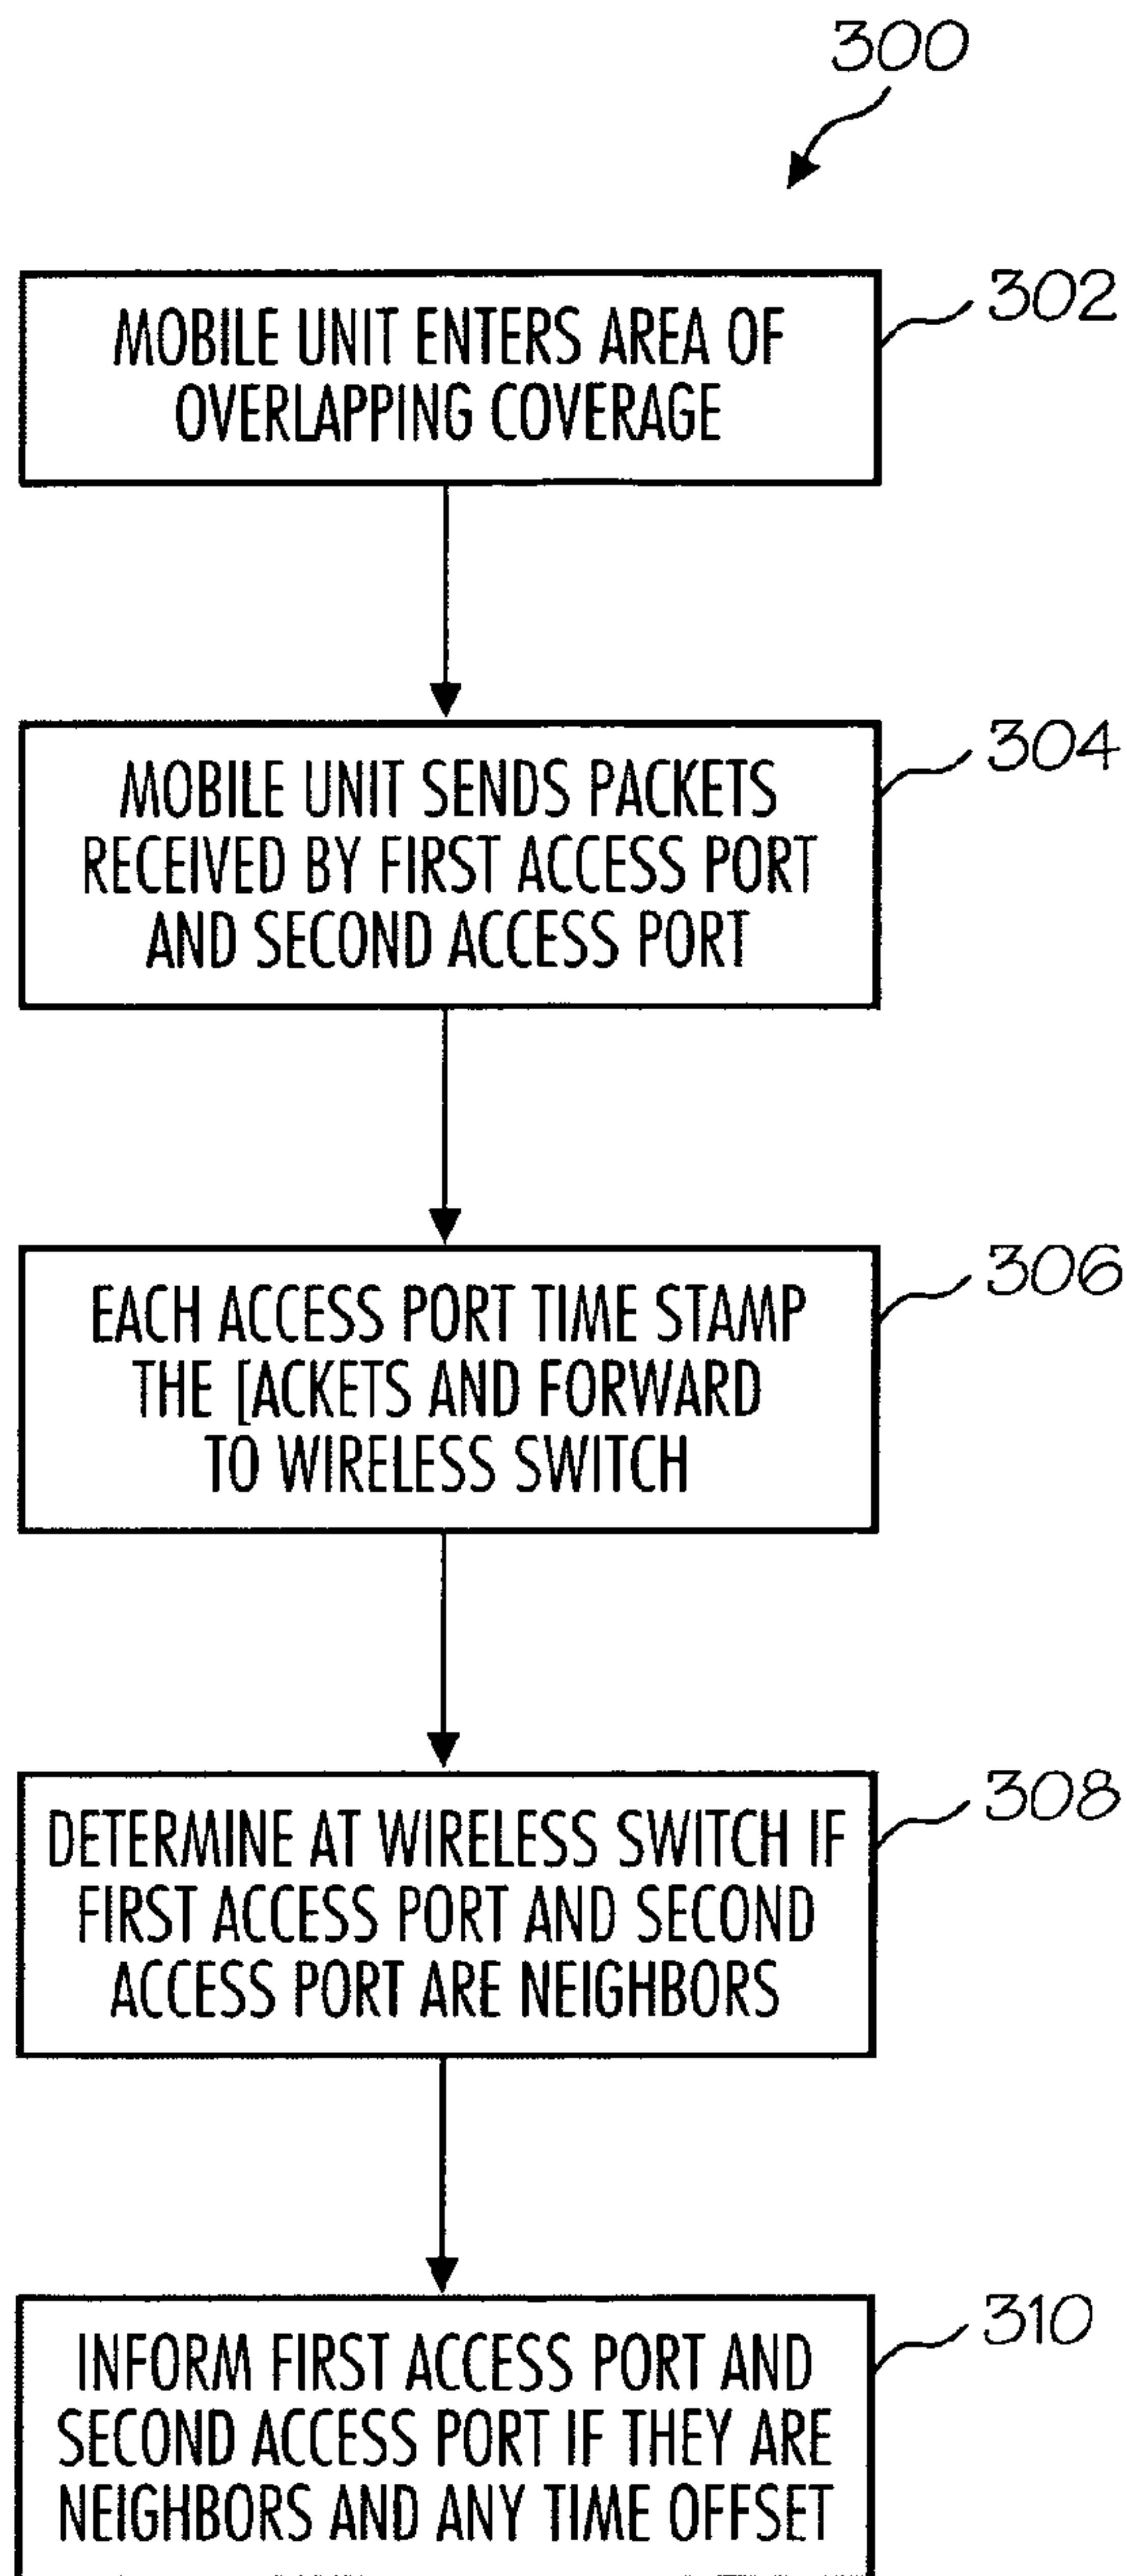 300
MOBILE UNIT ENTERS AREA OF
OVERLAPPING COVERAGE
302
MOBILE UNIT SENDS PACKETS
RECEIVED BY FIRST ACCESS PORT
AND SECOND ACCESS PORT
304
EACH ACCESS PORT TIME STAMP
THE [ACKETS AND FORWARD
TO WIRELESS SWITCH
306
DETERMINE AT WIRELESS SWITCH IF
FIRST ACCESS PORT AND SECOND
ACCESS PORT ARE NEIGHBORS
308
INFORM FIRST ACCESS PORT AND
SECOND ACCESS PORT IF THEY ARE
NEIGHBORS AND ANY TIME OFFSET
310